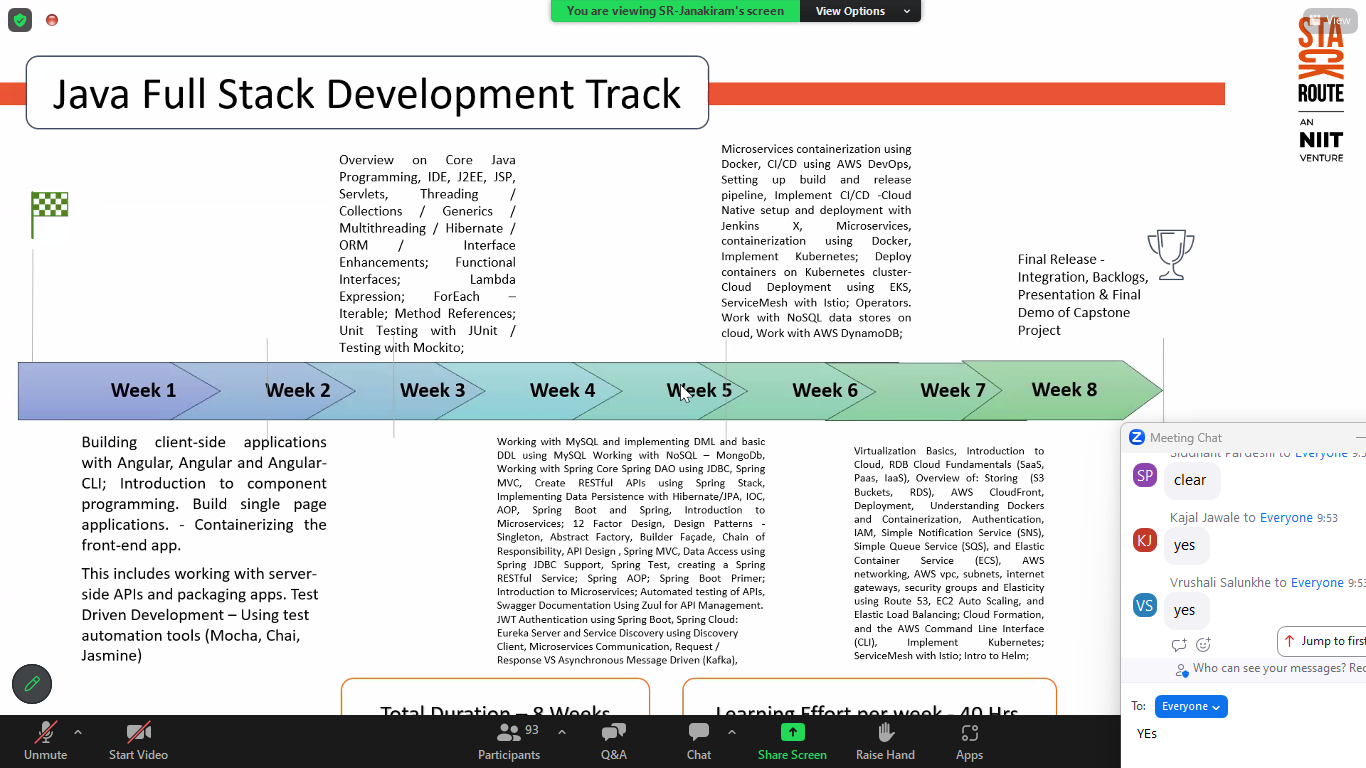 You are viewing SR-Janakiram's screen
View Options
View
Java Full Stack Development Track
STA
CK
ROUTE
AN
NIIT
VENTURE
Overview on Core Java
Programming, IDE, J2EE, JSP,
Servlets, Threading /
Collections / Generics /
Multithreading / Hibernate /
ORM / Interface
Enhancements; Functional
Interfaces; Lambda
Expression; ForEach –
Iterable; Method References;
Unit Testing with JUnit /
Testing with Mockito;
Microservices containerization using
Docker, CI/CD using AWS DevOps,
Setting up build and release
pipeline, Implement CI/CD -Cloud
Native setup and deployment with
Jenkins X, Microservices,
containerization using Docker,
Implement Kubernetes; Deploy
containers on Kubernetes cluster-
Cloud Deployment using EKS,
ServiceMesh with Istio; Operators.
Work with NoSQL data stores on
cloud, Work with AWS DynamoDB;
Final Release -
Integration, Backlogs,
Presentation & Final
Demo of Capstone
Project
Week 1
Week 2
Week 3
Week 4
Week 5
Week 6
Week 7
Week 8
Building client-side applications
with Angular, Angular and Angular-
CLI; Introduction to component
programming. Build single page
applications. - Containerizing the
front-end app.
This includes working with server-
side APIs and packaging apps. Test
Driven Development – Using test
automation tools (Mocha, Chai,
Jasmine)
Working with MySQL and implementing DML and basic
DDL using MySQL Working with NoSQL – MongoDb,
Working with Spring Core Spring DAO using JDBC, Spring
MVC, Create RESTful APIs using Spring Stack,
Implementing Data Persistence with Hibernate/JPA, IOC,
AOP, Spring Boot and Spring, Introduction to
Microservices; 12 Factor Design, Design Patterns -
Singleton, Abstract Factory, Builder Façade, Chain of
Responsibility, API Design , Spring MVC, Data Access using
Spring JDBC Support, Spring Test, creating a Spring
RESTful Service; Spring AOP; Spring Boot Primer;
Introduction to Microservices; Automated testing of APIs,
Swagger Documentation Using Zuul for API Management.
JWT Authentication using Spring Boot, Spring Cloud:
Eureka Server and Service Discovery using Discovery
Client, Microservices Communication, Request /
Response VS Asynchronous Message Driven (Kafka),
Virtualization Basics, Introduction to
Cloud, RDB Cloud Fundamentals (SaaS,
Paas, IaaS), Overview of: Storing (S3
Buckets, RDS), AWS CloudFront,
Deployment, Understanding Dockers
and Containerization, Authentication,
IAM, Simple Notification Service (SNS),
Simple Queue Service (SQS), and Elastic
Container Service (ECS), AWS
networking, AWS vpc, subnets, internet
gateways, security groups and Elasticity
using Route 53, EC2 Auto Scaling, and
Elastic Load Balancing; Cloud Formation,
and the AWS Command Line Interface
(CLI), Implement Kubernetes;
ServiceMesh with Istio; Intro to Helm;
Total Duration – 8 Weeks
Learning Effort per week - 40 Hrs
Meeting Chat
Siddhant Pardeshi to Everyone 9:5
SP
clear
Kajal Jawale to Everyone 9:53
KJ
yes
Vrushali Salunkhe to Everyone 9:53
VS
yes
Jump to first
Who can see your messages? Rec
To: Everyone
YEs
Unmute
Start Video
Participants
93
Q&A
Chat
Share Screen
Raise Hand
Apps